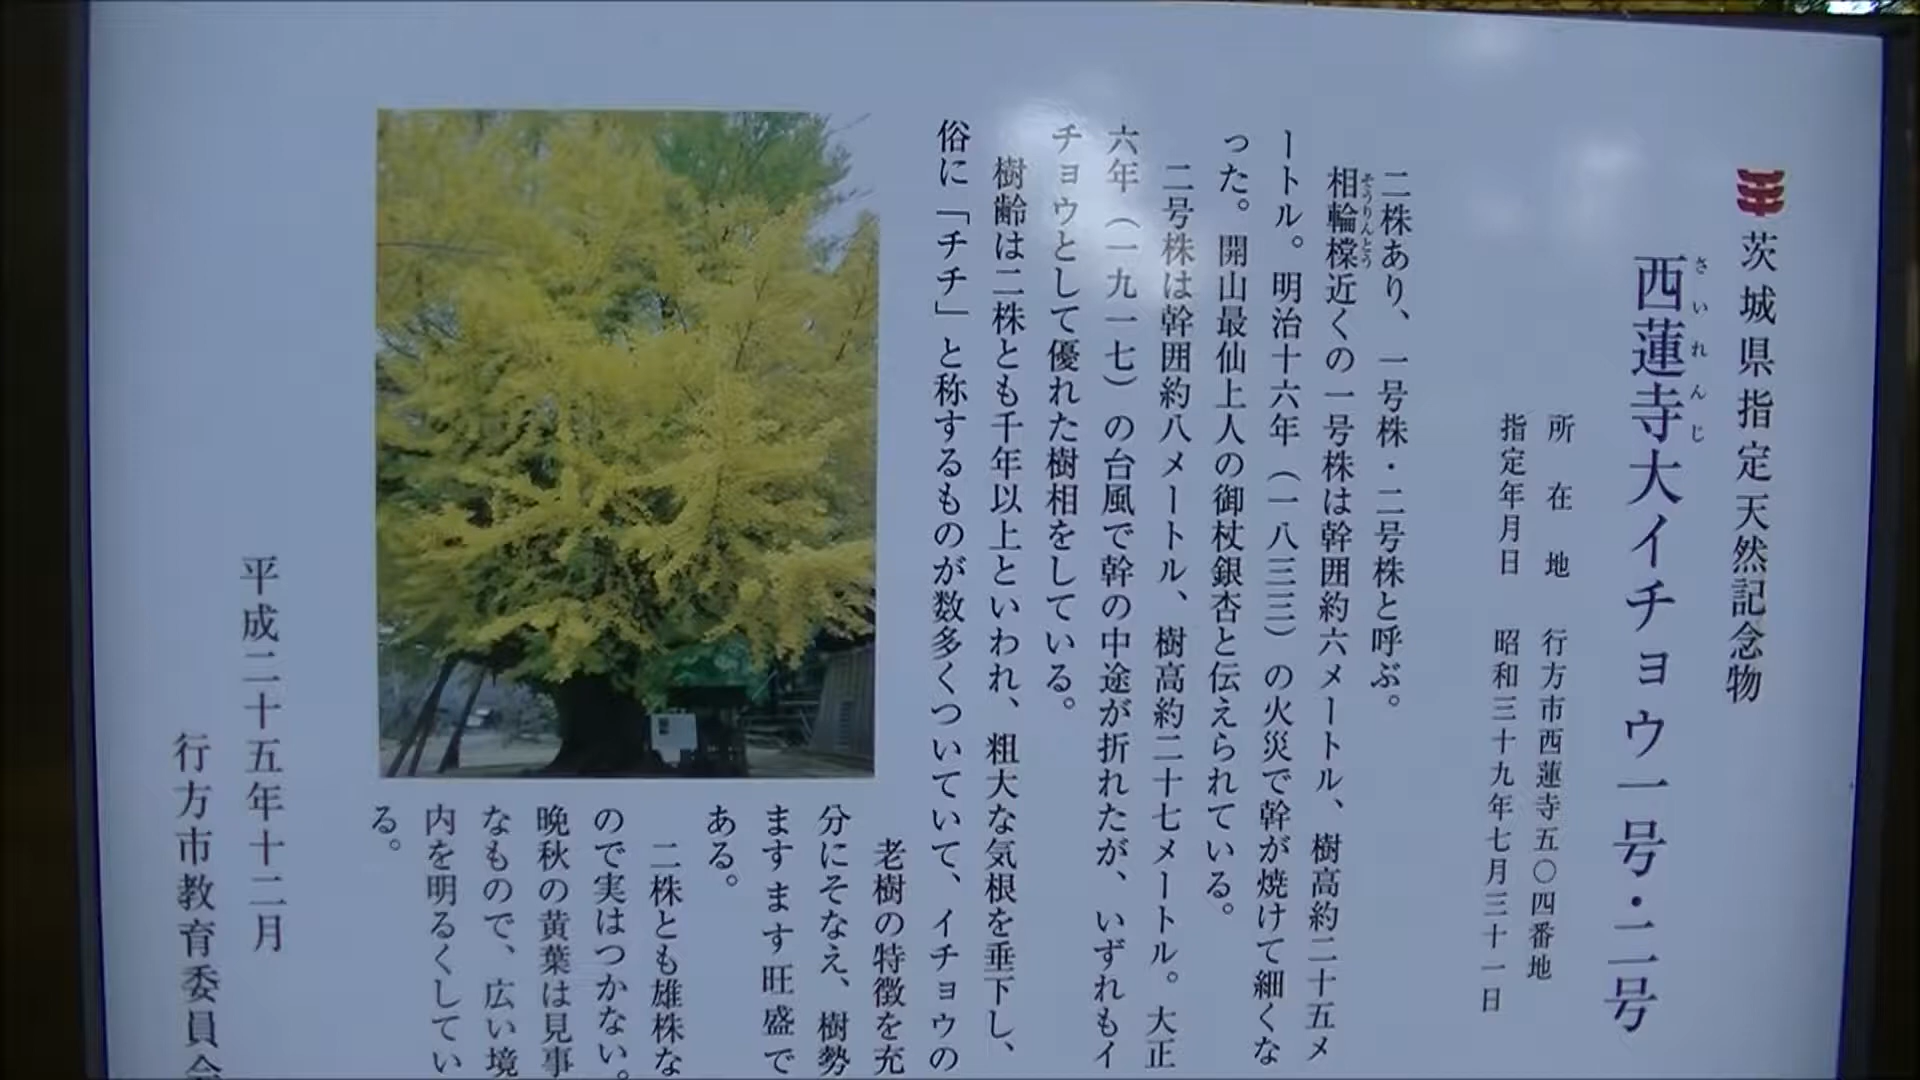 茨城県指定天然記念物
さいれんじ
西蓮寺大イチョウ一号・二号
所在地 行方市西蓮寺五〇四番地
指定年月日 昭和三十九年七月三十一日
二株あり、一号株・二号株と呼ぶ。
そうりんとう
相輪橖近くの一号株は幹囲約六メートル、樹高約二十五メ
ートル。明治十六年（一八三三）の火災で幹が焼けて細くな
った。開山最仙上人の御杖銀杏と伝えられている。
二号株は幹囲約八メートル、樹高約二十七メートル。大正
六年（一九一七）の台風で幹の中途が折れたが、いずれもイ
チョウとして優れた樹相をしている。
樹齢は二株とも千年以上といわれ、粗大な気根を垂下し、
俗に「チチ」と称するものが数多くついていて、イチョウの
老樹の特徴を充
分にそなえ、樹勢
ますます旺盛で
ある。
二株とも雄株な
ので実はつかない。
晩秋の黄葉は見事
なもので、広い境
内を明るくしてい
る。
平成二十五年十二月
行方市教育委員会